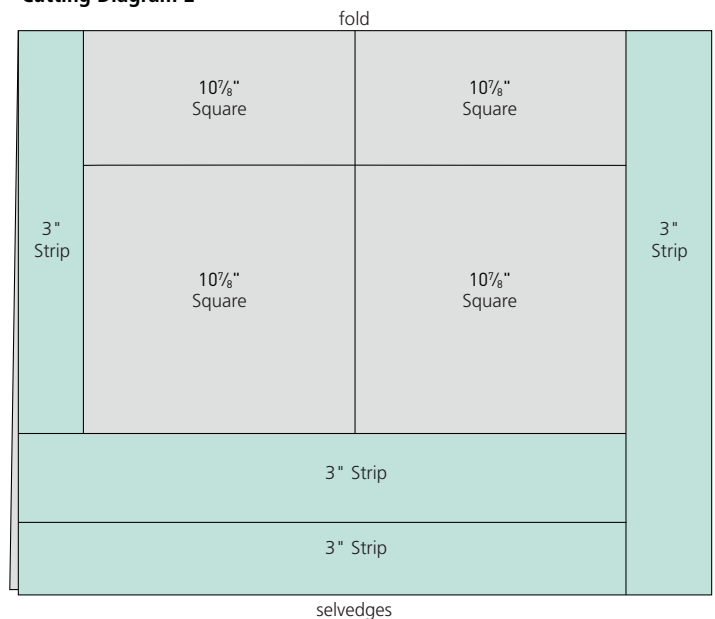 Cutting Diagram 2
fold
10⅞"
Square
10⅞"
Square
3"
Strip
3"
Strip
10⅞"
Square
10⅞"
Square
3" Strip
3" Strip
selvedges